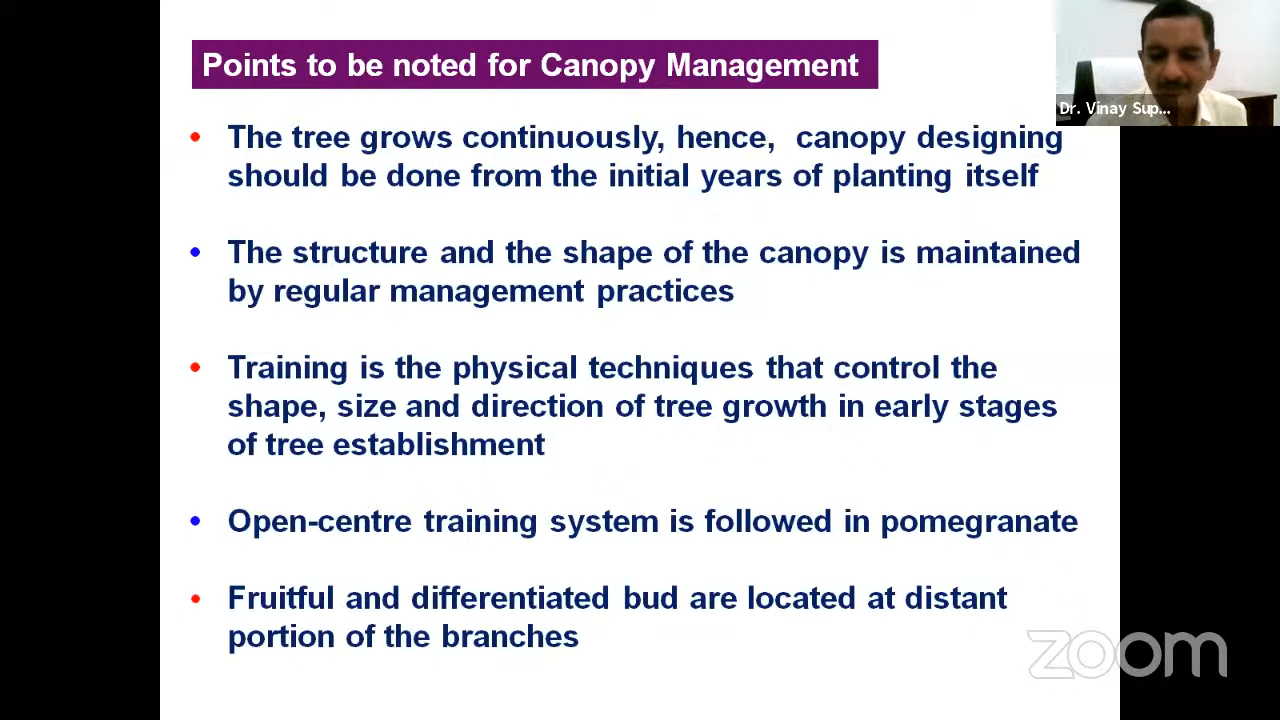 Points to be noted for Canopy Management
Dr. Vinay Sup...
• The tree grows continuously, hence, canopy designing
should be done from the initial years of planting itself
• The structure and the shape of the canopy is maintained
by regular management practices
• Training is the physical techniques that control the
shape, size and direction of tree growth in early stages
of tree establishment
• Open-centre training system is followed in pomegranate
• Fruitful and differentiated bud are located at distant
portion of the branches
zoom